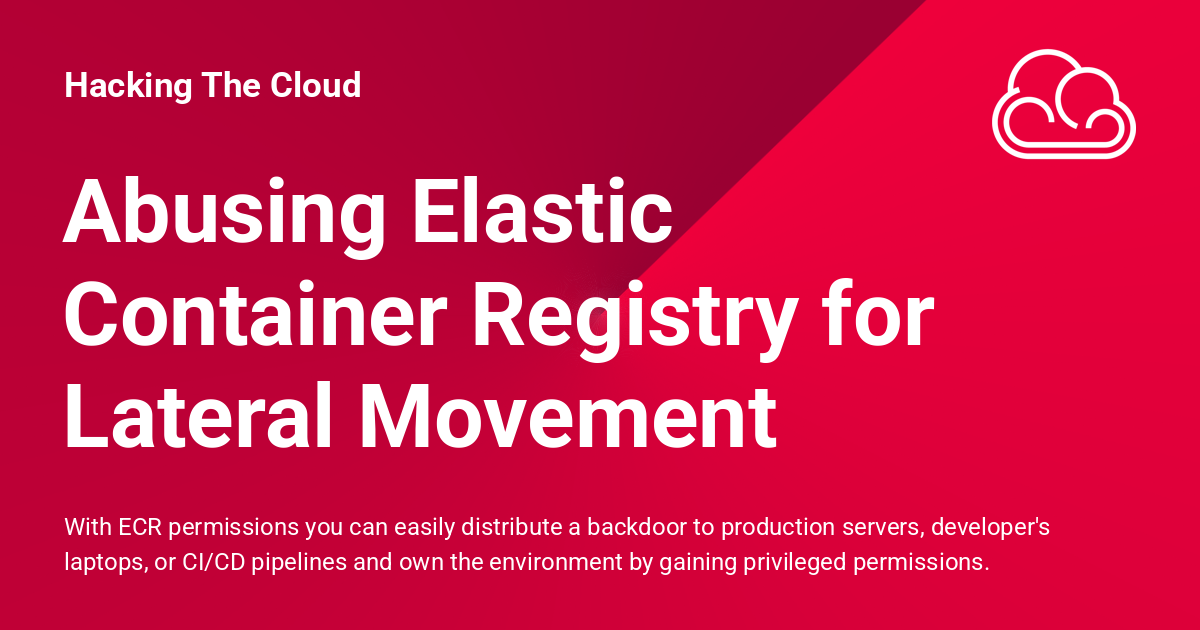 Hacking The Cloud
Abusing Elastic
Container Registry for
Lateral Movement
With ECR permissions you can easily distribute a backdoor to production servers, developer's
laptops, or CI/CD pipelines and own the environment by gaining privileged permissions.